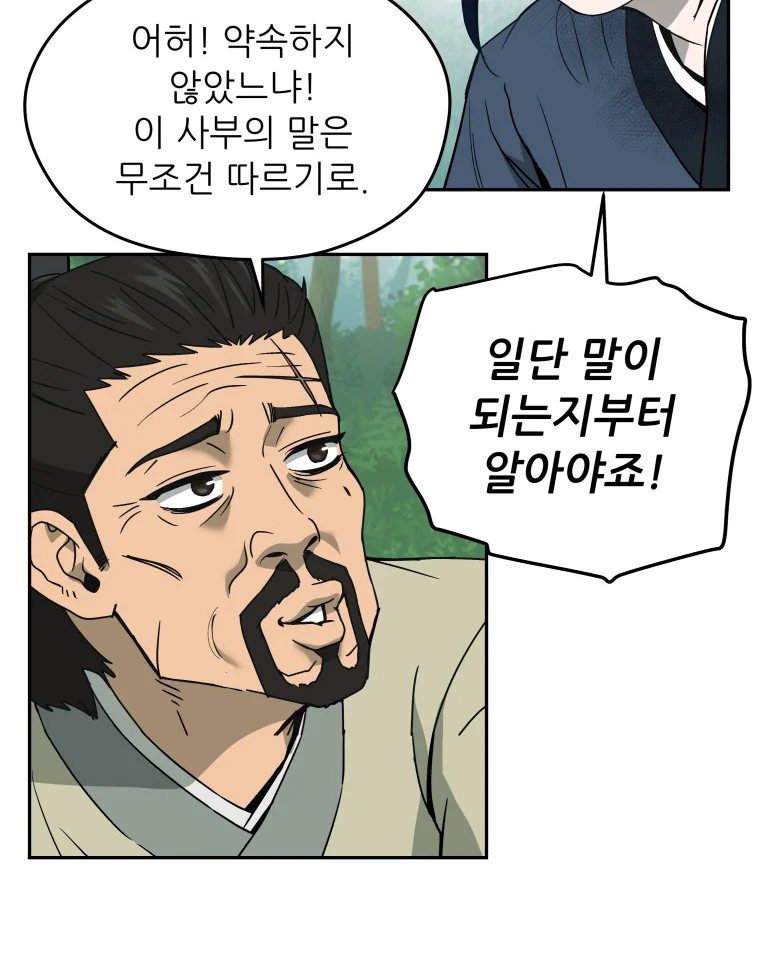 어허! 약속하지
않았느냐!
이 사부의 말은
무조건 따르기로.
일단 말이
되는지부터
알아야죠!